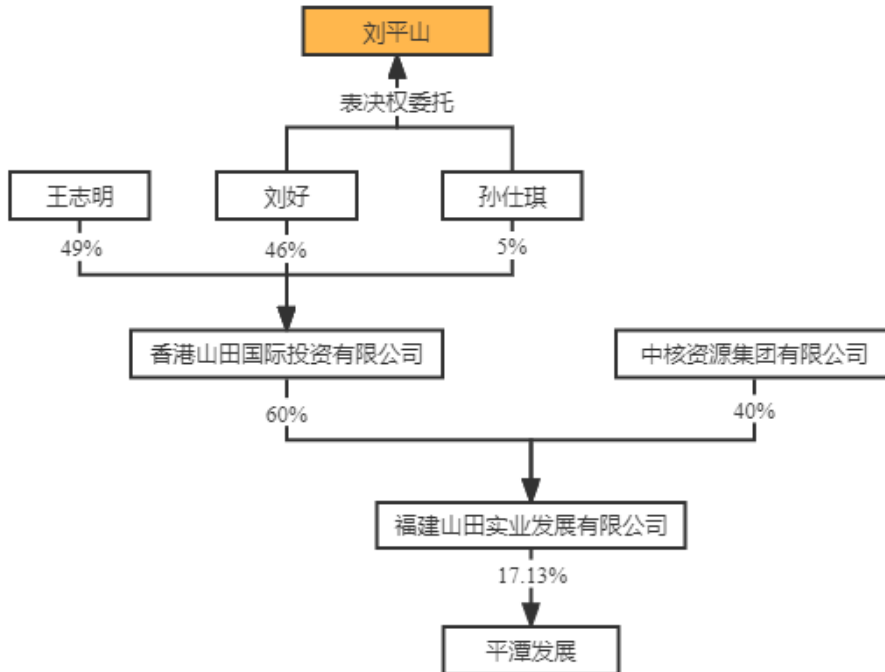 刘平山
表决权委托
王志明
刘好
孙仕琪
49%
46%
5%
香港山田国际投资有限公司
中核资源集团有限公司
60%
40%
福建山田实业发展有限公司
17.13%
平潭发展